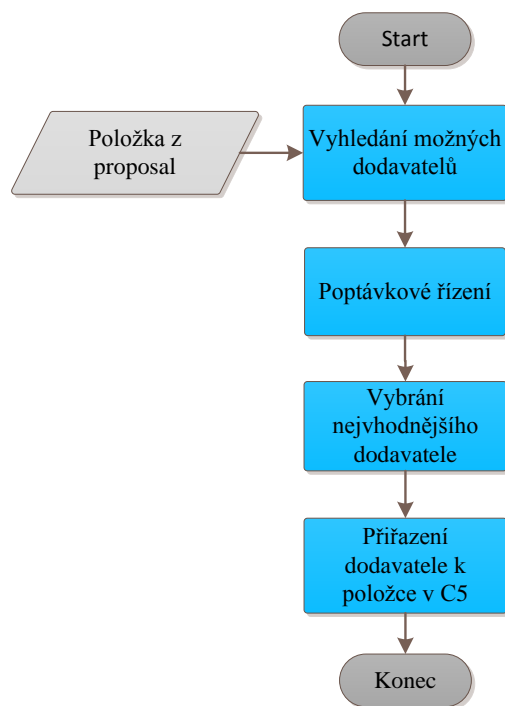 Start
Položka z
proposal
Vyhledání možných
dodavatelů
Poptávkové řízení
Vybrání
nejvhodnějšího
dodavatele
Přiřazení
dodavatele k
položce v C5
Konec